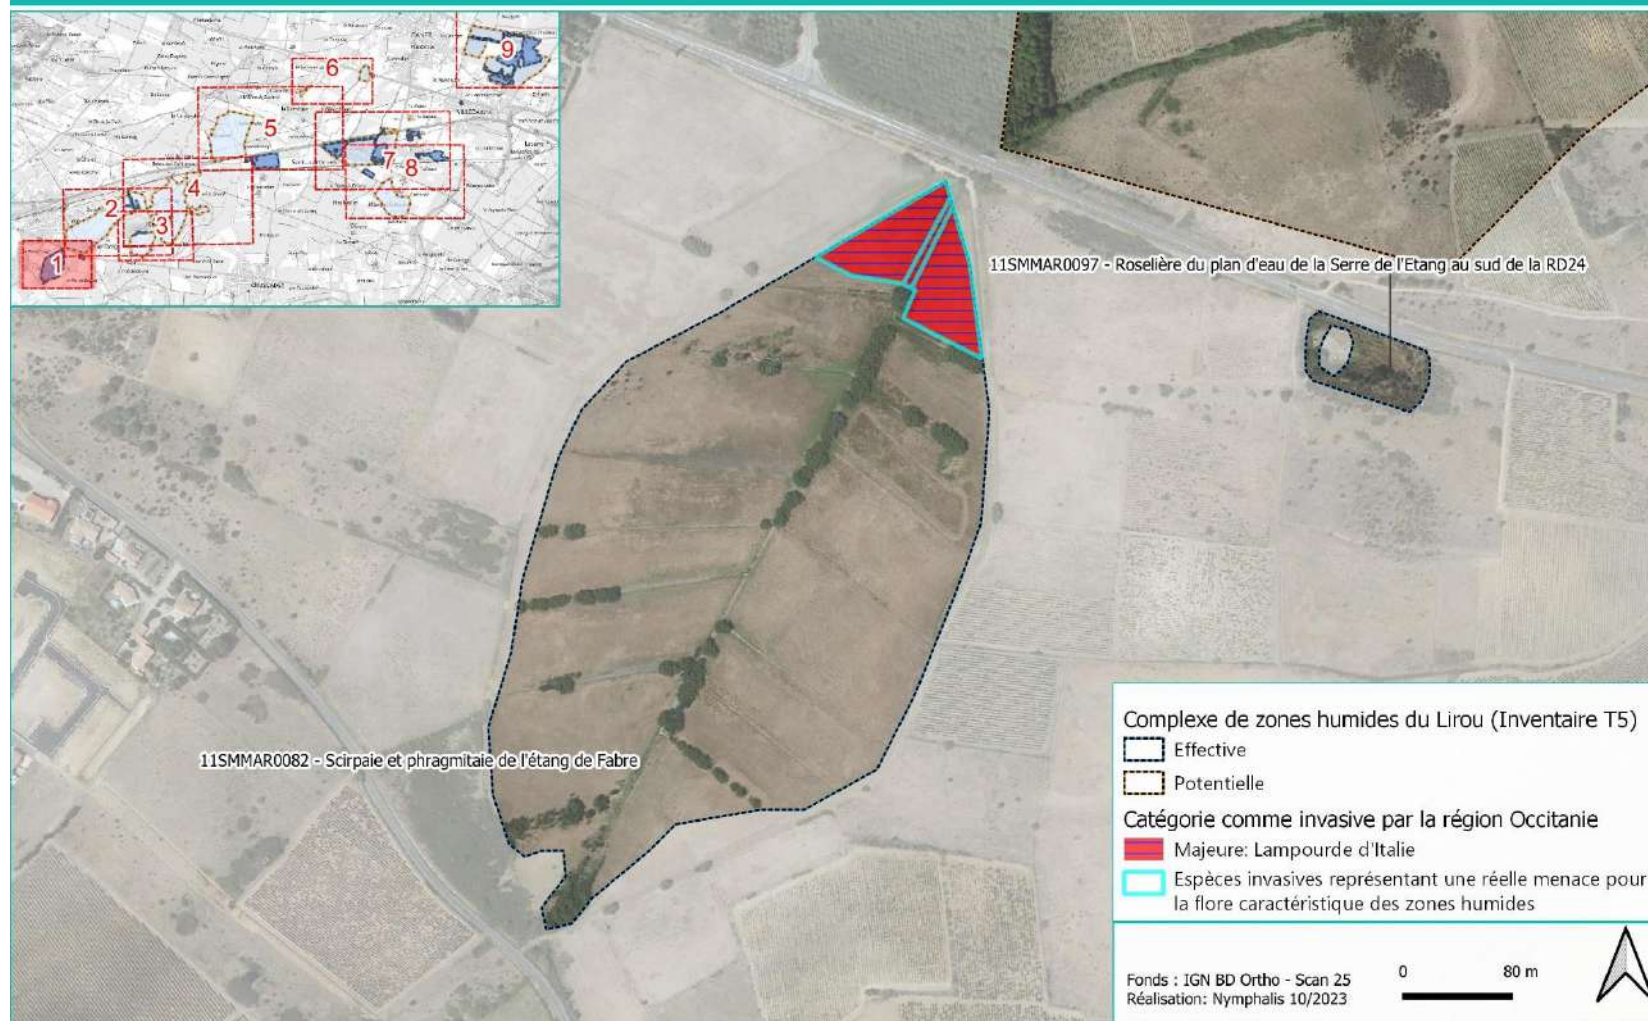 1
2
3
4
5
6
7
8
9
11SMMAR0097 - Roselière du plan d'eau de la Serre de l'Etang au sud de la RD24
11SMMAR0082 - Scirpaie et phragmitaie de l'étang de Fabre
Complexe de zones humides du Lirou (Inventaire T5)
Effective
Potentielle
Catégorie comme invasive par la région Occitanie
Majeure: Lampourde d'Italie
Espèces invasives représentant une réelle menace pour
la flore caractéristique des zones humides
Fonds : IGN BD Ortho - Scan 25
Réalisation: Nymphalis 10/2023
0 80 m